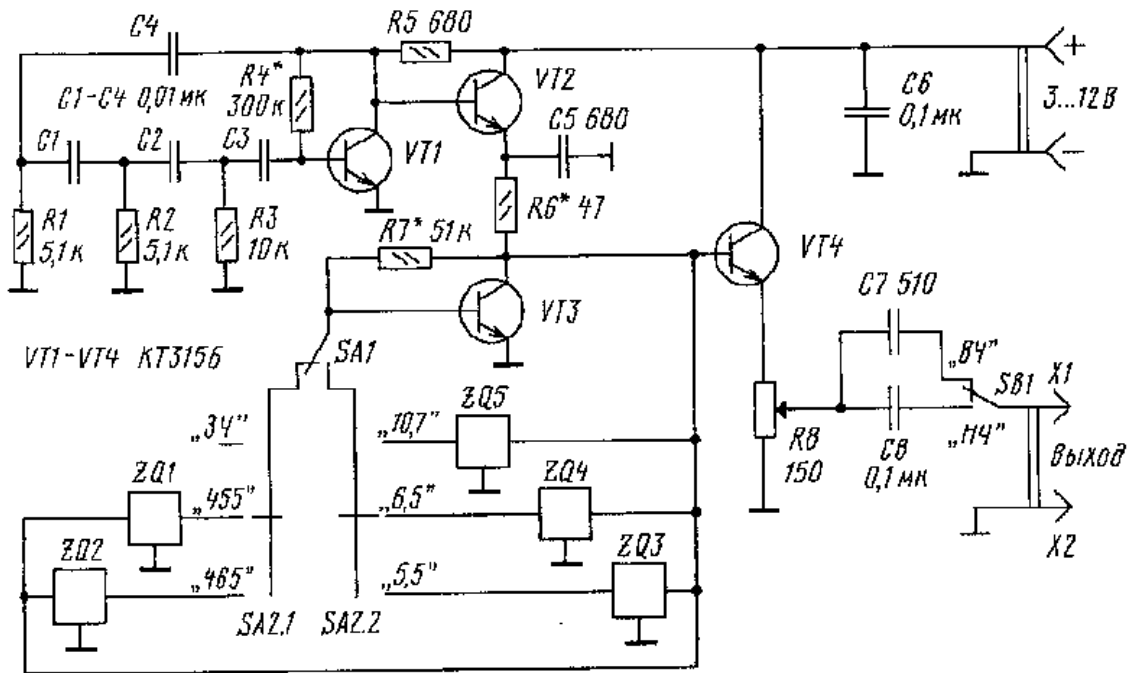 C4
R5 680
R4*
300к
C1-C4 0,01мк
VT2
C6
0,1мк
+
3...12В
−
C1
C2
C3
VT1
C5 680
R1
5,1к
R2
5,1к
R3
10к
R7* 51к
R6* 47
VT4
VT3
C7 510
VT1-VT4 КТ315б
SA1
„ВЧ"
SB1
X1
„ЗЧ"
„10,7"
ZQ5
R8
150
C8
0,1мк
„НЧ"
Выход
ZQ1
„455"
„6,5"
ZQ4
X2
ZQ2
„465"
„5,5"
ZQ3
SA2.1
SA2.2